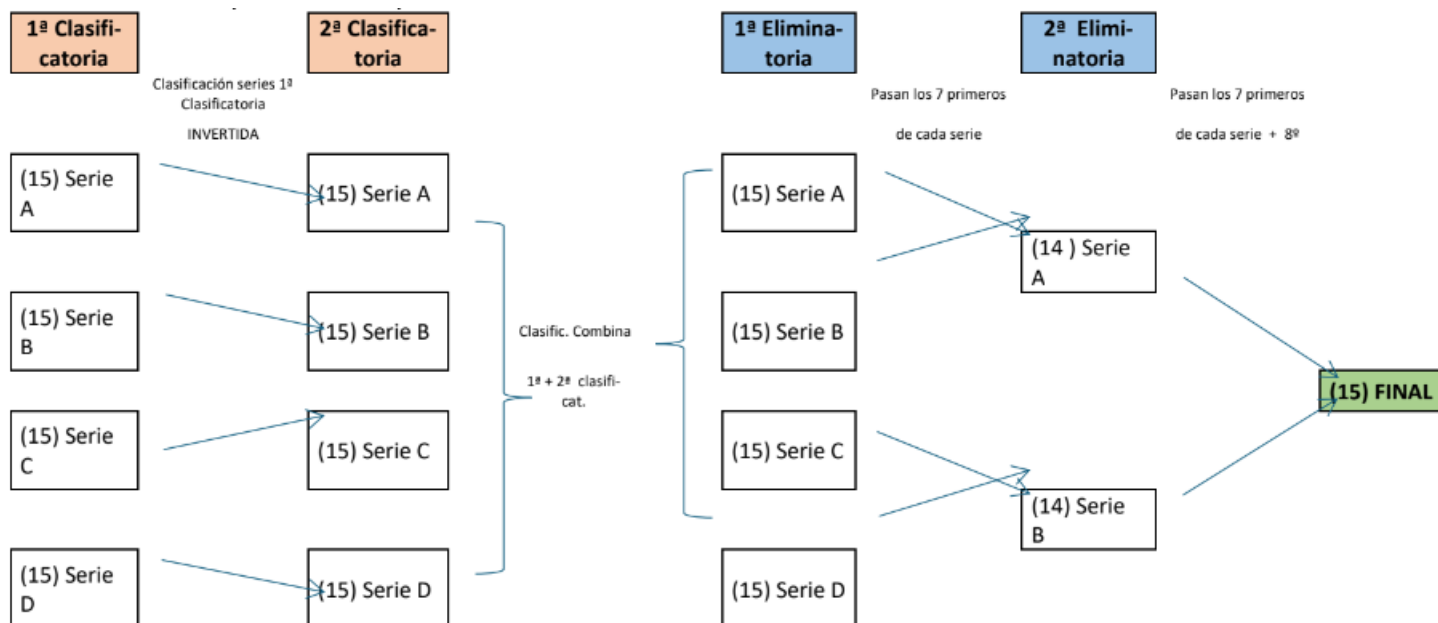 1ª Clasifi-
catoria
2ª Clasifica-
toria
1ª Elimina-
toria
2ª Elimi-
natoria
Clasificación series 1ª
Clasificatoria
INVERTIDA
Pasan los 7 primeros
de cada serie
Pasan los 7 primeros
de cada serie + 8º
(15) Serie
A
(15) Serie A
(15) Serie A
(14 ) Serie
A
(15) Serie
B
(15) Serie B
Clasific. Combina
1ª + 2ª clasifi-
cat.
(15) Serie B
(15) FINAL
(15) Serie
C
(15) Serie C
(15) Serie C
(14) Serie
B
(15) Serie
D
(15) Serie D
(15) Serie D